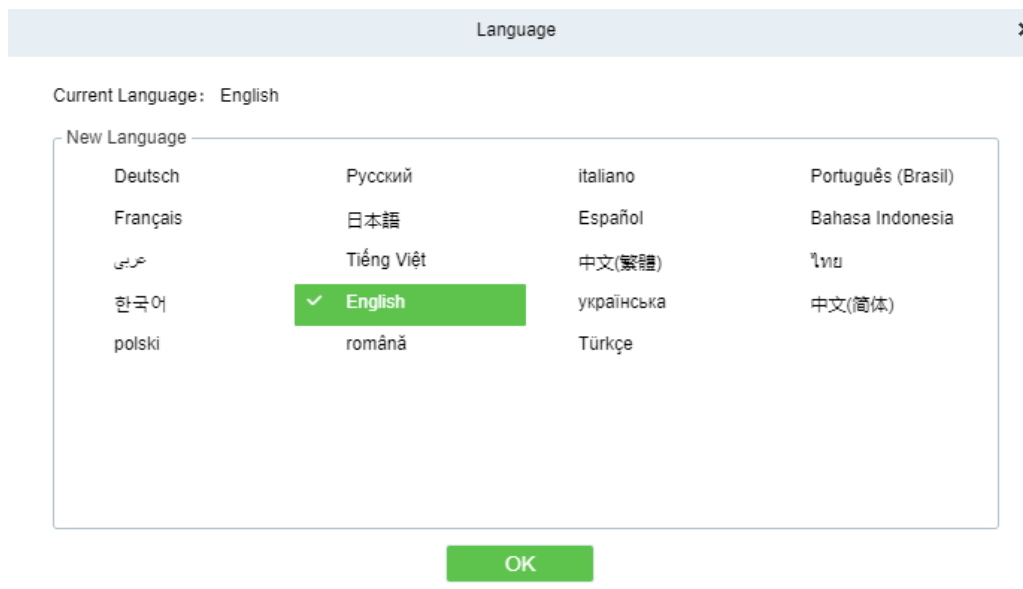 Language
Current Language： English
New Language
Deutsch Русский italiano Português (Brasil)
Français 日本語 Español Bahasa Indonesia
عربى Tiếng Việt 中文(繁體) ไทย
한국어 English українська 中文(简体)
polski română Türkçe
OK